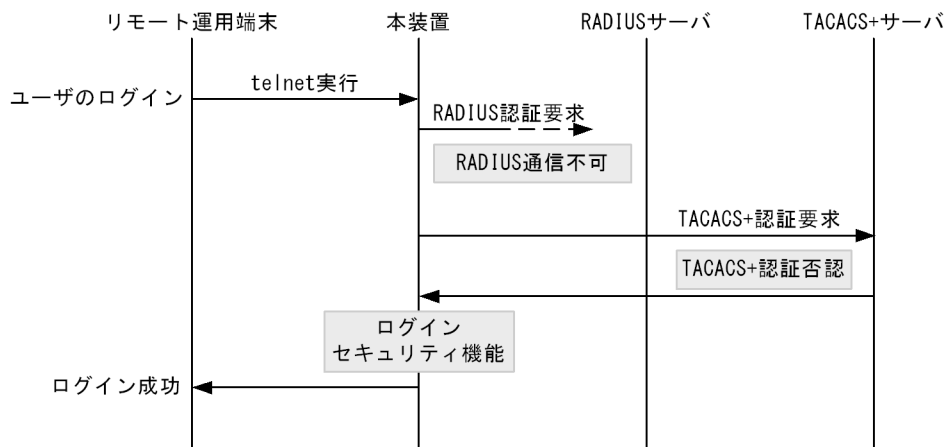 リモート運用端末
本装置
RADIUSサーバ
TACACS+サーバ
ユーザのログイン
telnet実行
RADIUS認証要求
RADIUS通信不可
TACACS+認証要求
TACACS+認証否認
ログイン
セキュリティ機能
ログイン成功